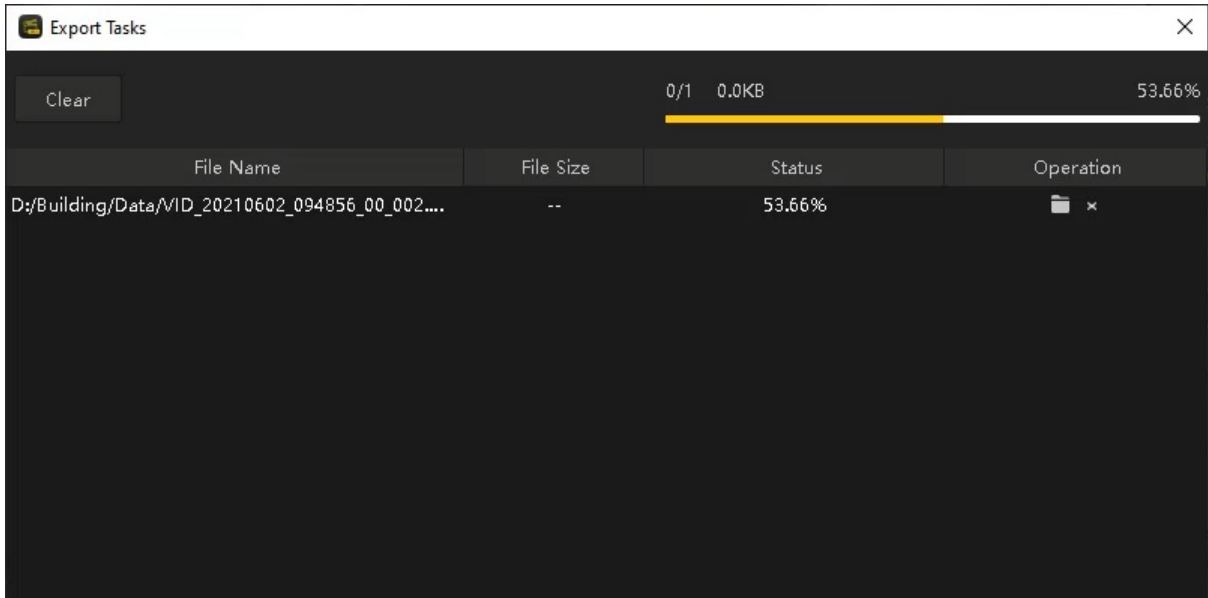 Export Tasks
Clear
0/1 0.0KB 53.66%
File Name File Size Status Operation
D:/Building/Data/VID_20210602_094856_00_002.... -- 53.66%